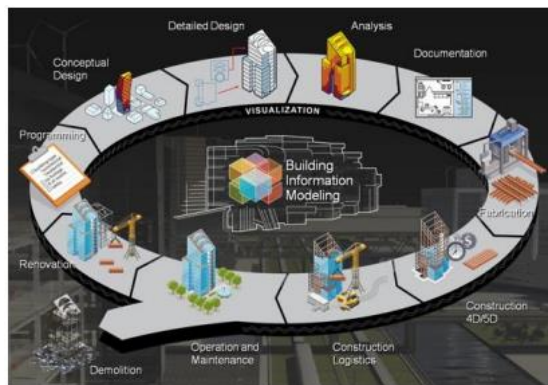 Detailed Design
Analysis
Conceptual
Design
Documentation
VISUALIZATION
Programming
Building
Information
Modeling
Fabrication
Renovation
Construction
4D/5D
Operation and
Maintenance
Construction
Logistics
Demolition